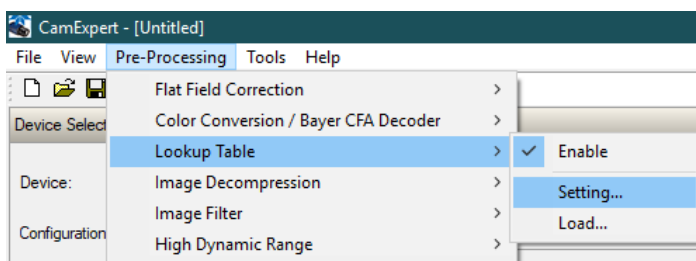 CamExpert - [Untitled]
File View Pre-Processing Tools Help
Flat Field Correction
Device Select
Color Conversion / Bayer CFA Decoder
Lookup Table
Enable
Device:
Image Decompression
Setting...
Image Filter
Load...
Configuration
High Dynamic Range